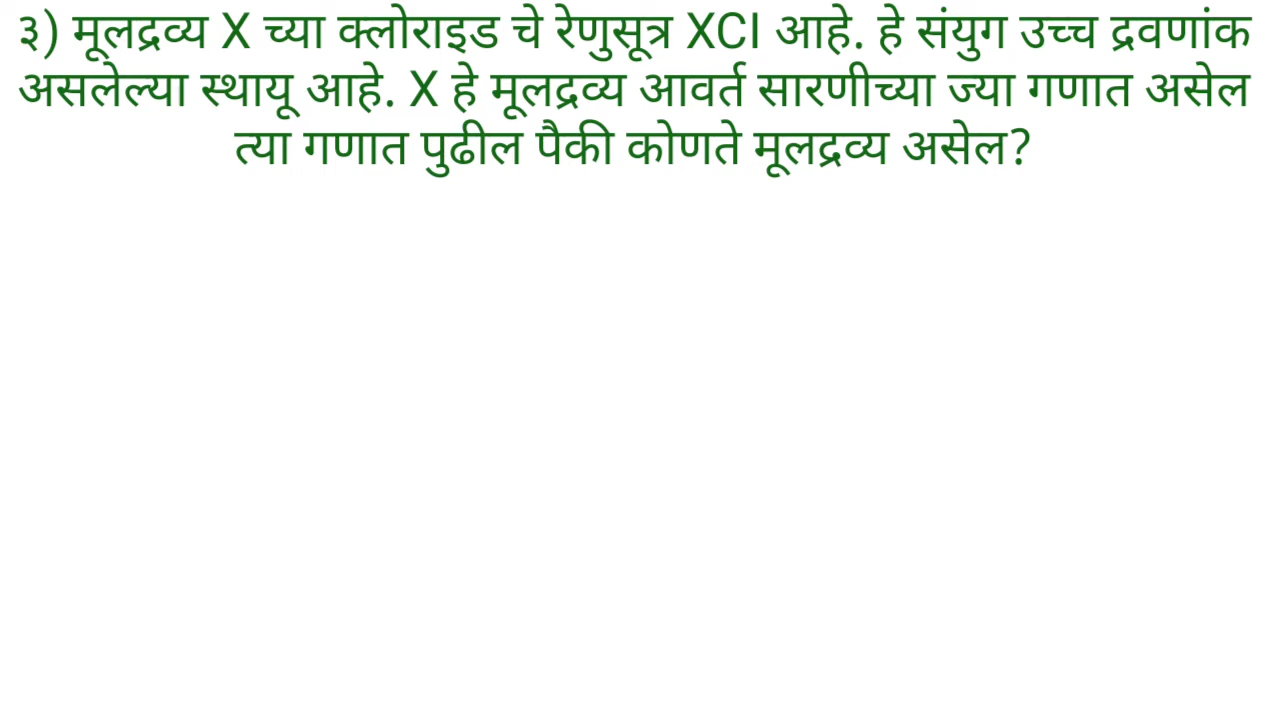 ३) मूलद्रव्य X च्या क्लोराइड चे रेणुसूत्र XCl आहे. हे संयुग उच्च द्रवणांक
असलेल्या स्थायू आहे. X हे मूलद्रव्य आवर्त सारणीच्या ज्या गणात असेल
त्या गणात पुढील पैकी कोणते मूलद्रव्य असेल?